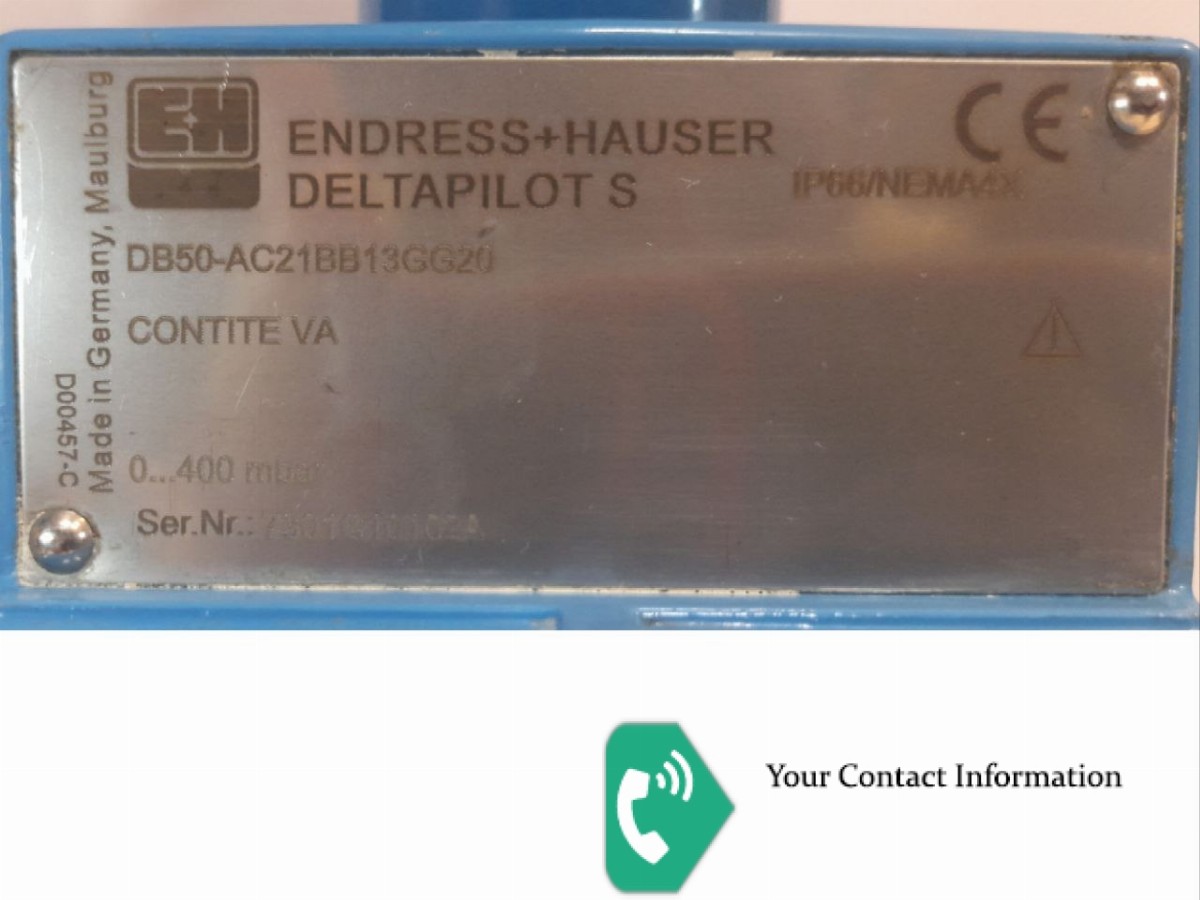 Made in Germany, Maulburg
D00457-C
E+H
ENDRESS+HAUSER
DELTAPILOT S
CE
IP66/NEMA4X
DB50-AC21BB13GG20
CONTITE VA
0...400 mbar
Ser.Nr.:
Your Contact Information